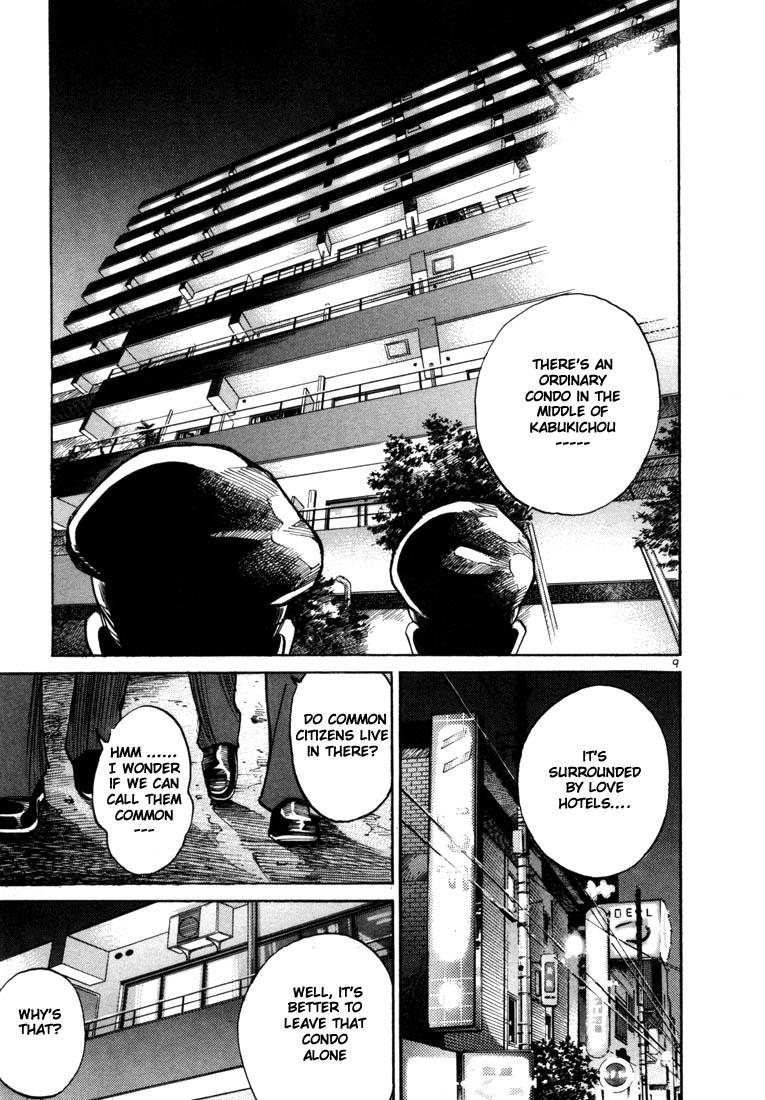 THERE'S AN
ORDINARY
CONDO IN THE
MIDDLE OF
KABUKICHOU
-----
9
IT'S
SURROUNDED
BY LOVE
HOTELS....
DO COMMON
CITIZENS LIVE
IN THERE?
HMM ......
I WONDER
IF WE CAN
CALL THEM
COMMON
---
WELL, IT'S
BETTER TO
LEAVE THAT
CONDO
ALONE
WHY'S
THAT?